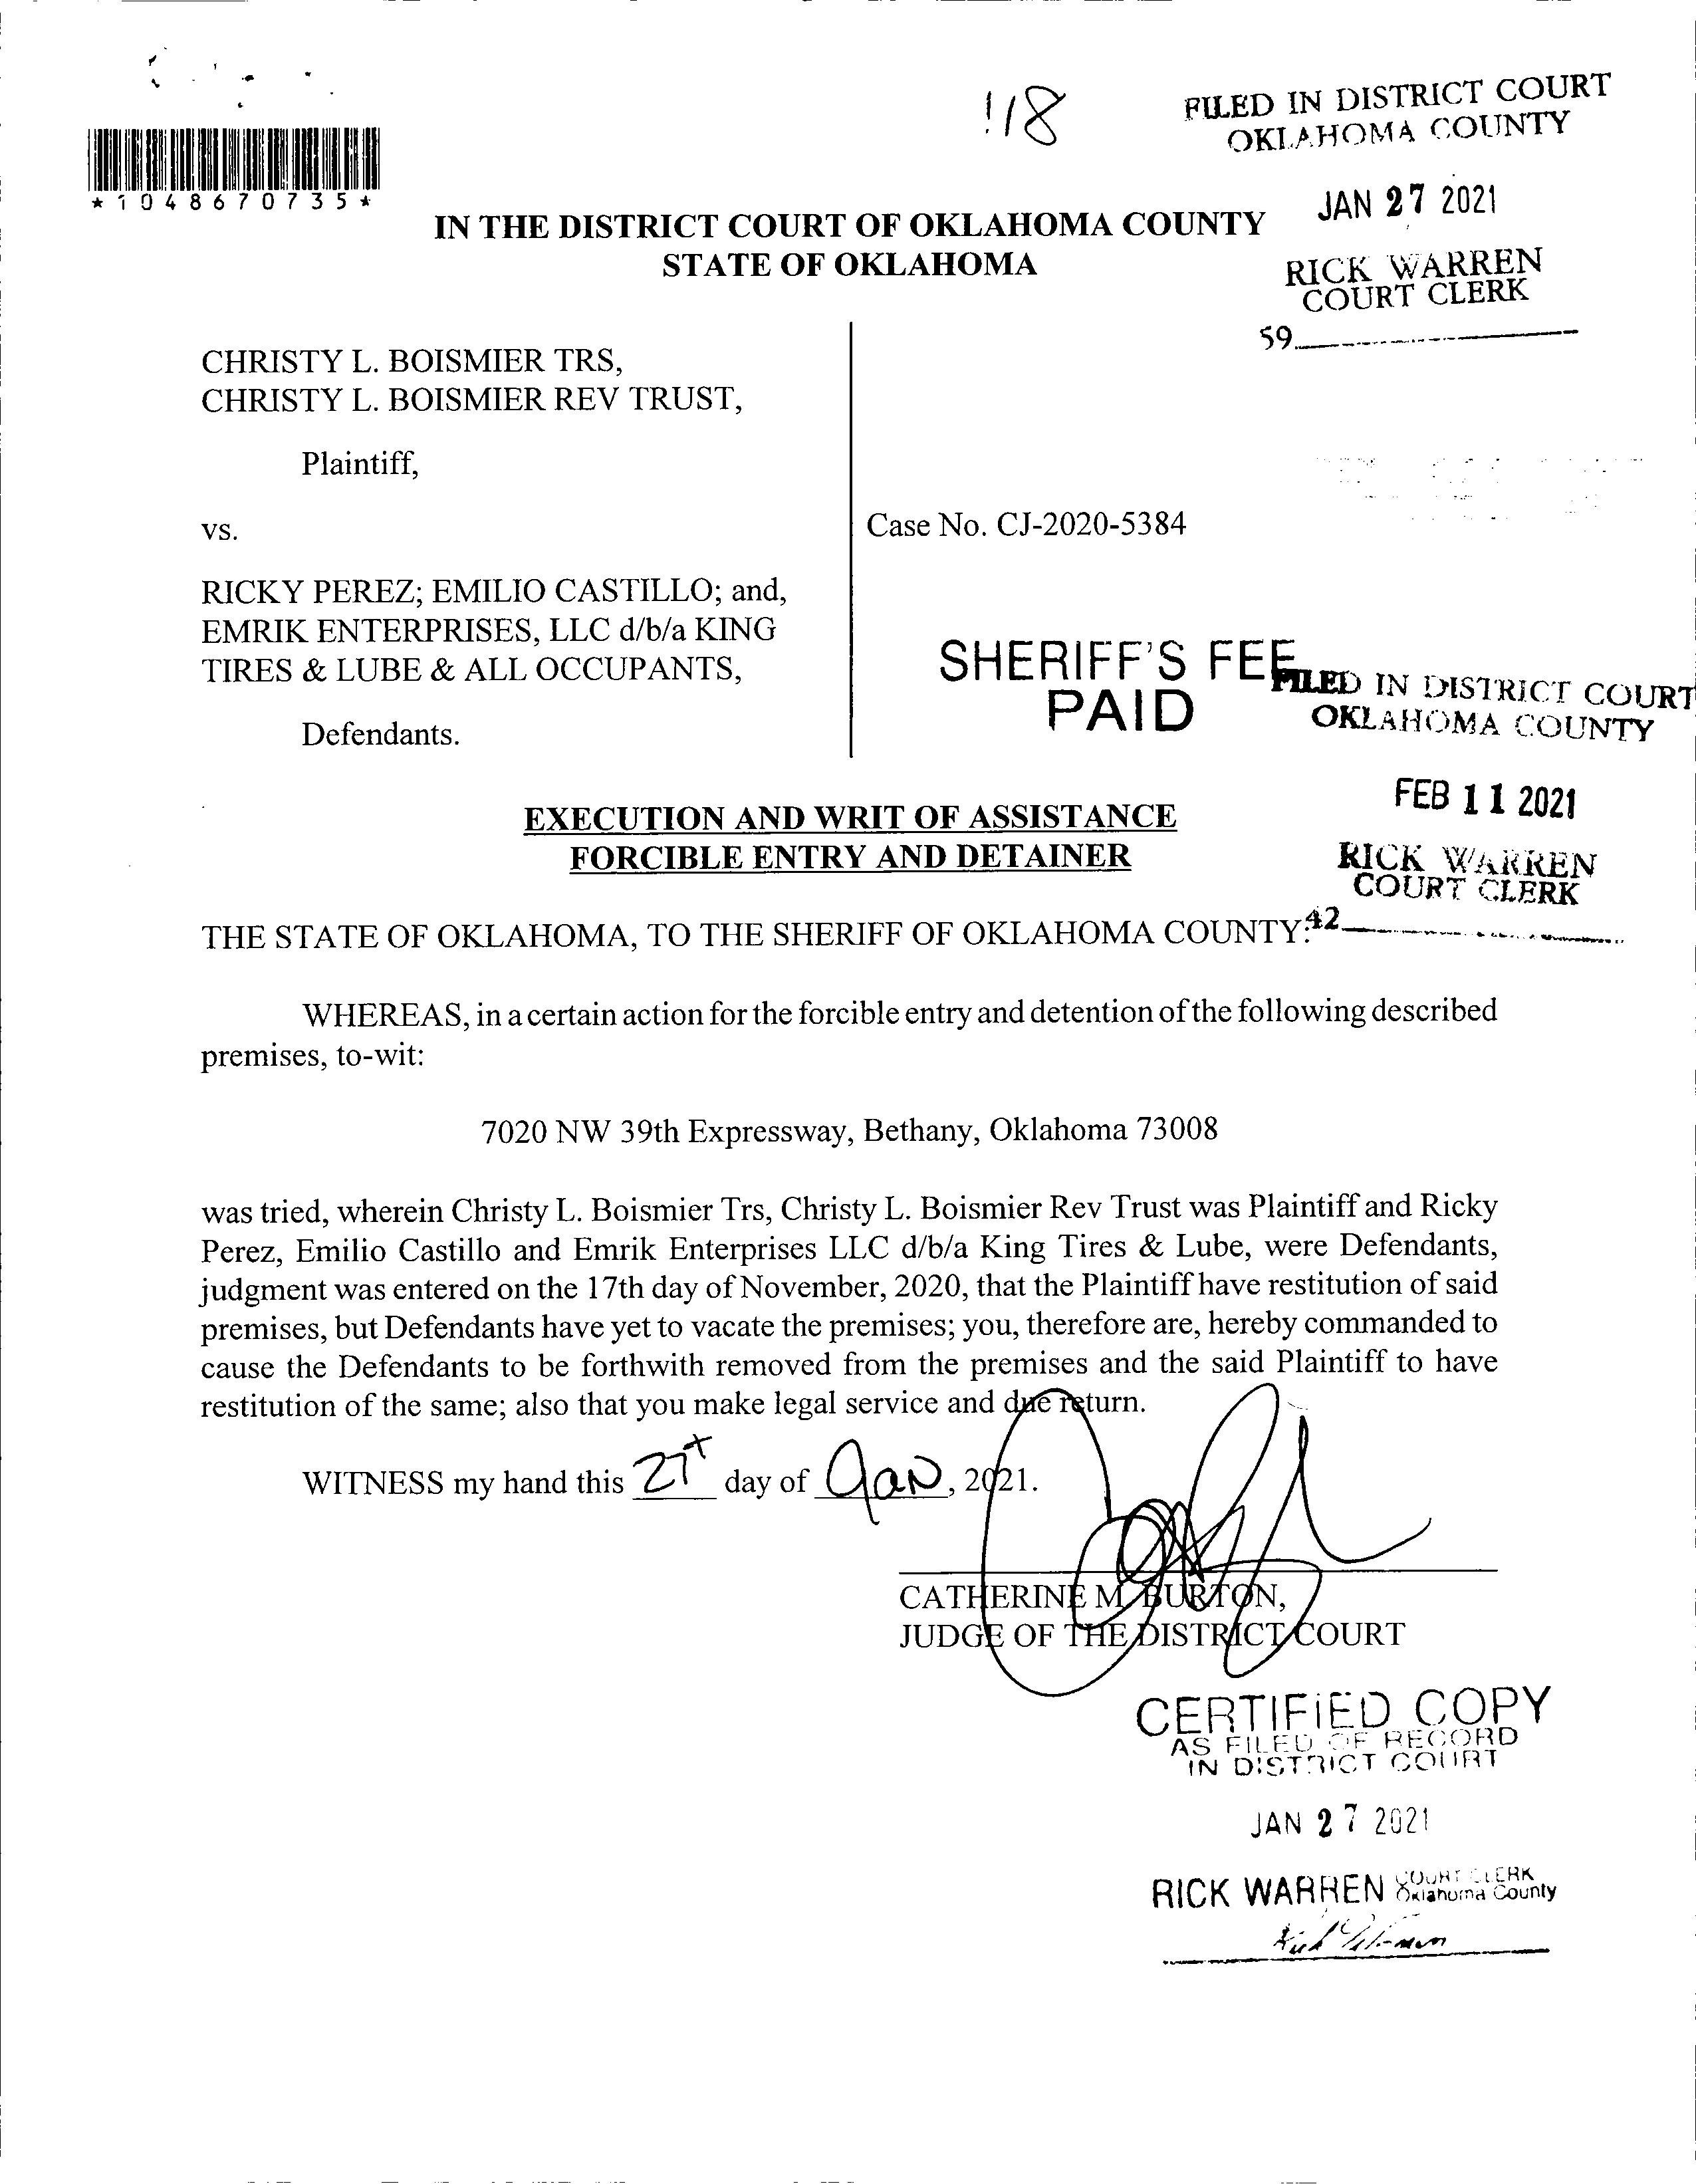 118
FILED IN DISTRICT COURT
OKLAHOMA COUNTY
JAN 27 2021
RICK WARREN
COURT CLERK
59
*1048670735*
IN THE DISTRICT COURT OF OKLAHOMA COUNTY
STATE OF OKLAHOMA
CHRISTY L. BOISMIER TRS,
CHRISTY L. BOISMIER REV TRUST,
Plaintiff,
vs.
Case No. CJ-2020-5384
RICKY PEREZ; EMILIO CASTILLO; and,
EMRIK ENTERPRISES, LLC d/b/a KING
TIRES & LUBE & ALL OCCUPANTS,
Defendants.
SHERIFF'S FEE
PAID
FILED IN DISTRICT COURT
OKLAHOMA COUNTY
FEB 11 2021
RICK WARREN
COURT CLERK
42
EXECUTION AND WRIT OF ASSISTANCE
FORCIBLE ENTRY AND DETAINER
THE STATE OF OKLAHOMA, TO THE SHERIFF OF OKLAHOMA COUNTY:
WHEREAS, in a certain action for the forcible entry and detention of the following described
premises, to-wit:
7020 NW 39th Expressway, Bethany, Oklahoma 73008
was tried, wherein Christy L. Boismier Trs, Christy L. Boismier Rev Trust was Plaintiff and Ricky
Perez, Emilio Castillo and Emrik Enterprises LLC d/b/a King Tires & Lube, were Defendants,
judgment was entered on the 17th day of November, 2020, that the Plaintiff have restitution of said
premises, but Defendants have yet to vacate the premises; you, therefore are, hereby commanded to
cause the Defendants to be forthwith removed from the premises and the said Plaintiff to have
restitution of the same; also that you make legal service and due return.
WITNESS my hand this 27t day of Jan, 2021.
CATHERINE M. BURTON,
JUDGE OF THE DISTRICT COURT
CERTIFIED COPY
AS FILED OF RECORD
IN DISTRICT COURT
JAN 27 2021
RICK WARREN COURT CLERK
Oklahoma County